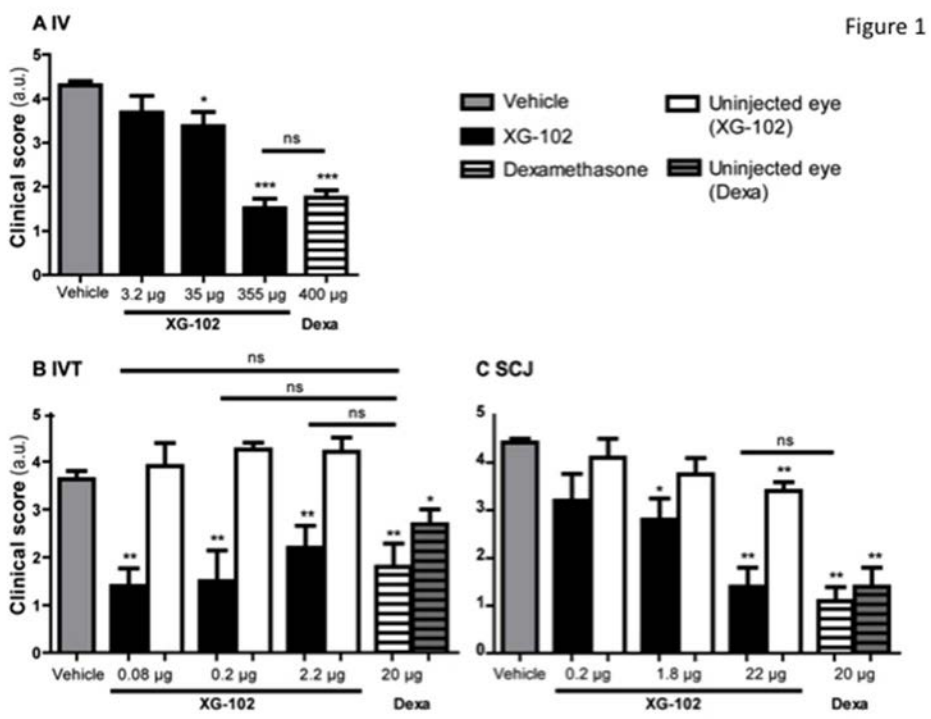 A IV
Figure 1
Clinical score (a.u.)
5
4
3
2
1
0
*
***
ns
***
Vehicle 3.2 µg 35 µg 355 µg 400 µg
XG-102 Dexa
Vehicle
XG-102
Dexamethasone
Uninjected eye
(XG-102)
Uninjected eye
(Dexa)
B IVT
ns
ns
ns
Clinical score (a.u.)
5
4
3
2
1
0
**
**
**
**
*
Vehicle 0.08 µg 0.2 µg 2.2 µg 20 µg
XG-102 Dexa
C SCJ
ns
5
4
3
2
1
0
*
**
**
**
**
Vehicle 0.2 µg 1.8 µg 22 µg 20 µg
XG-102 Dexa